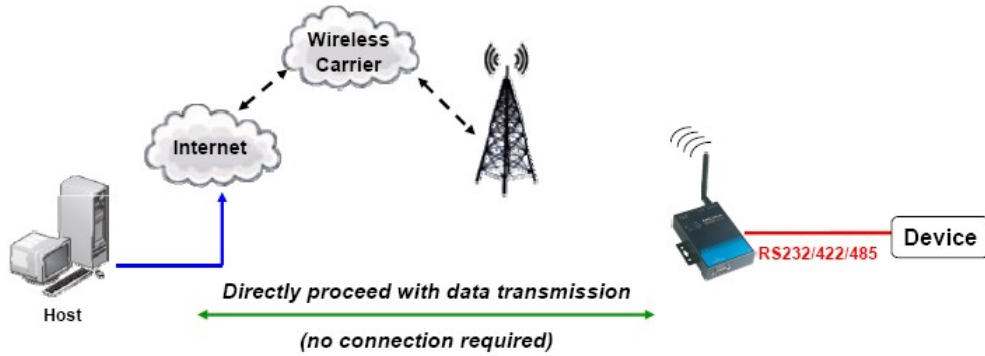 Wireless
Carrier
Internet
Host
RS232/422/485
Device
Directly proceed with data transmission
(no connection required)